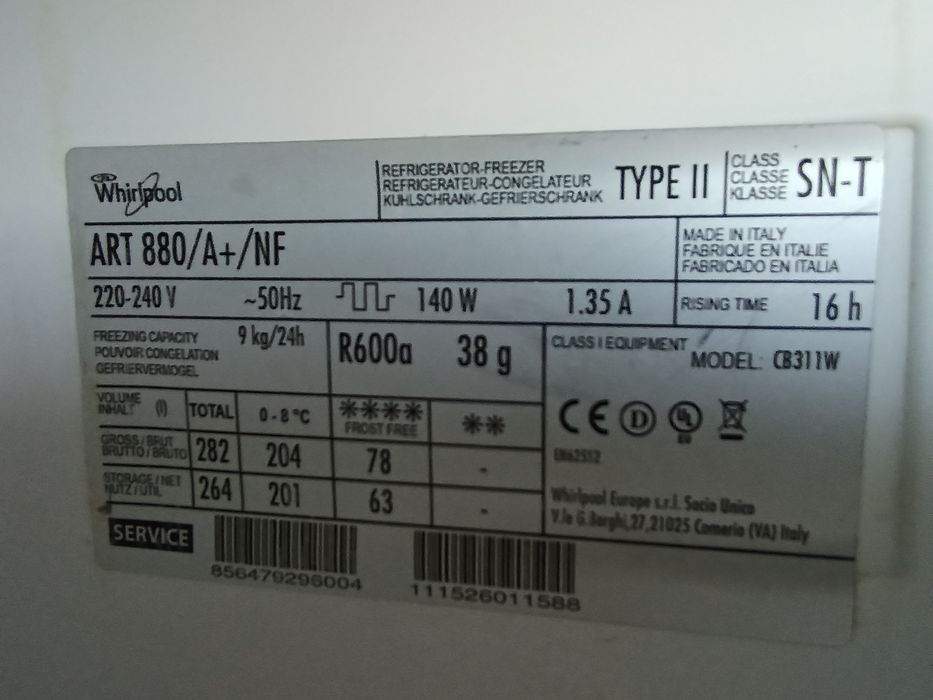 Whirlpool
REFRIGERATOR-FREEZER
REFRIGERATEUR-CONGELATEUR
KUHLSCHRANK-GEFRIERSCHRANK
TYPE II
CLASS
CLASSE
KLASSE
SN-T
ART 880/A+/NF
MADE IN ITALY
FABRIQUE EN ITALIE
FABRICADO EN ITALIA
220-240 V ~50Hz 140 W 1.35 A
RISING TIME 16 h
FREEZING CAPACITY
POUVOIR CONGELATION
GEFRIERVERMOGEL
9 kg/24h
R600a 38 g
CLASS I EQUIPMENT
MODEL: CB311W
VOLUME
INHALT (l)
TOTAL
0-8°C
****
FROST FREE
**
GROSS/BRUT
BRUTTO/BRUTO
282 204 78 -
STORAGE/NET
NUTZ/UTIL
264 201 63 -
CE D UL
EU
EN62552
Whirlpool Europe s.r.l. Socio Unico
V.le G.Borghi,27,21025 Comerio (VA) Italy
SERVICE
856479296004
111526011588